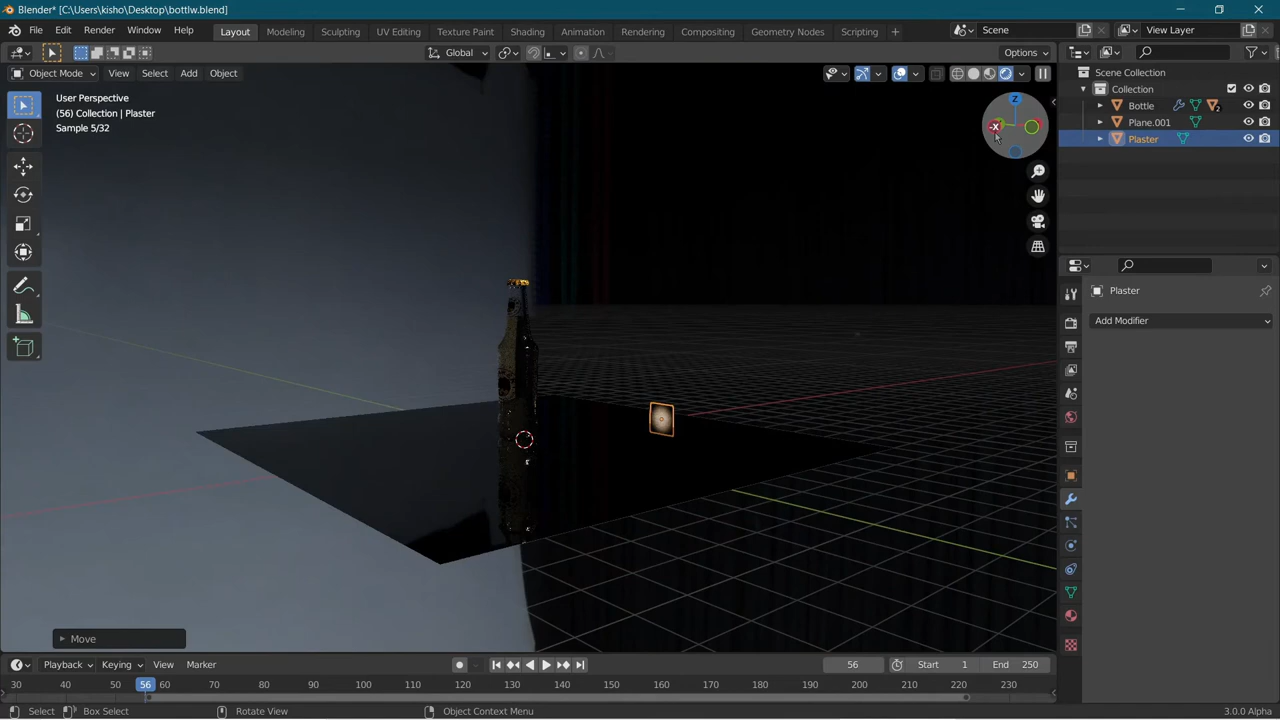 Blender* [C:\Users\kisho\Desktop\bottlw.blend]
File Edit Render Window Help Layout Modeling Sculpting UV Editing Texture Paint Shading Animation Rendering Compositing Geometry Nodes Scripting + Scene View Layer
Global Options
Object Mode View Select Add Object
User Perspective
(56) Collection | Plaster
Sample 5/32
Z
-X
Scene Collection
Collection
Bottle 2
Plane.001
Plaster
Plaster
Add Modifier
Move
Playback Keying View Marker 56 Start 1 End 250
30 40 50 56 60 70 80 90 100 110 120 130 140 150 160 170 180 190 200 210 220 230
Select Box Select Rotate View Object Context Menu 3.0.0 Alpha